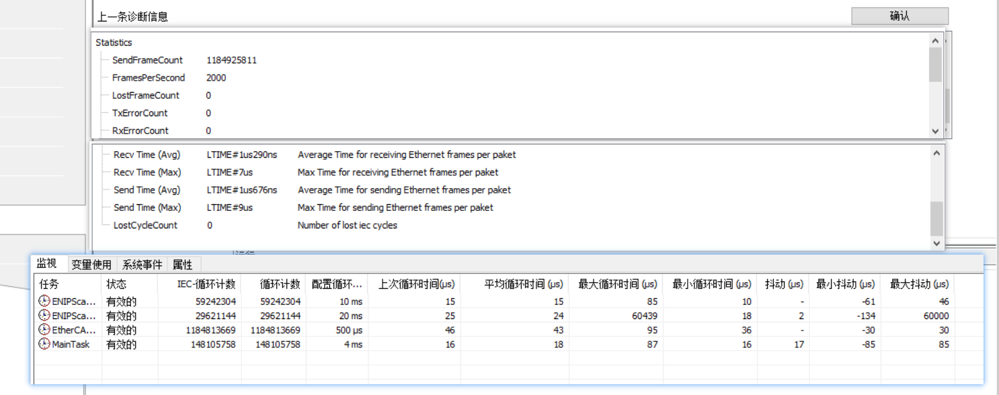 上一条诊断信息 确认
Statistics
SendFrameCount 1184925811
FramesPerSecond 2000
LostFrameCount 0
TxErrorCount 0
RxErrorCount 0
Recv Time (Avg) LTIME#1us290ns Average Time for receiving Ethernet frames per paket
Recv Time (Max) LTIME#7us Max Time for receiving Ethernet frames per paket
Send Time (Avg) LTIME#1us676ns Average Time for sending Ethernet frames per paket
Send Time (Max) LTIME#9us Max Time for sending Ethernet frames per paket
LostCycleCount 0 Number of lost iec cycles
监视 变量使用 系统事件 属性
任务 状态 IEC-循环计数 循环计数 配置循环... 上次循环时间(µs) 平均循环时间 (µs) 最大循环时间 (µs) 最小循环时间 (µs) 抖动 (µs) 最小抖动 (µs) 最大抖动 (µs)
ENIPSca... 有效的 59242304 59242304 10 ms 15 15 85 10 - -61 46
ENIPSca... 有效的 29621144 29621144 20 ms 25 24 60439 18 2 -134 60000
EtherCA... 有效的 1184813669 1184813669 500 µs 46 43 95 36 - -30 30
MainTask 有效的 148105758 148105758 4 ms 16 18 87 16 17 -85 85